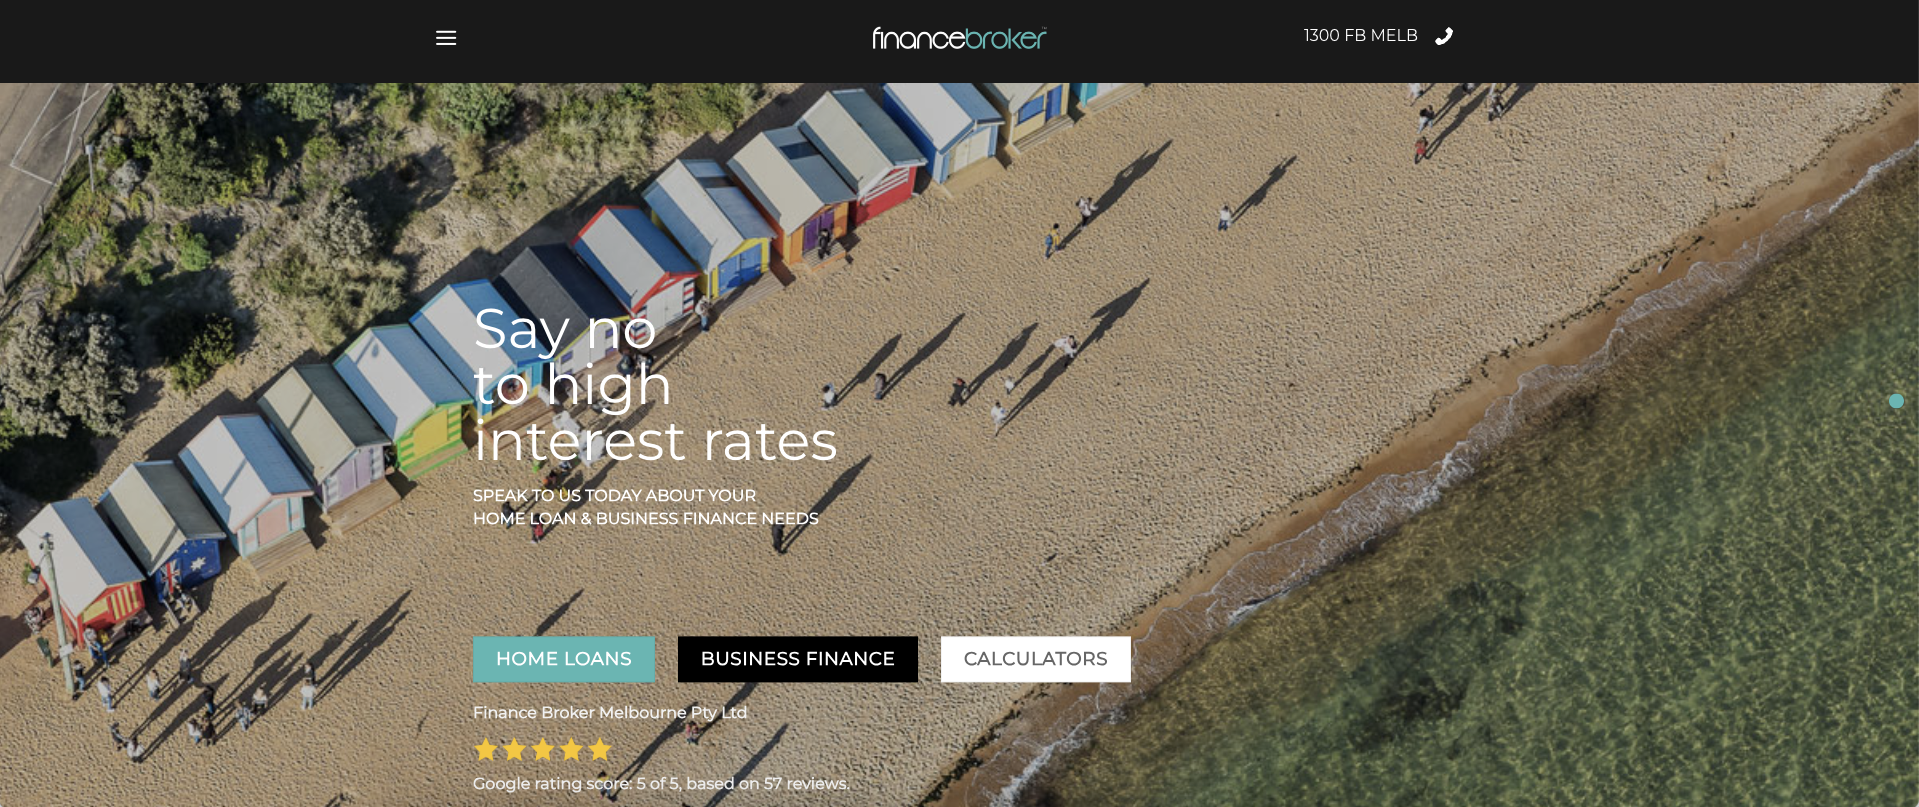 financebroker
1300 FB MELB
Say no
to high
interest rates
SPEAK TO US TODAY ABOUT YOUR
HOME LOAN & BUSINESS FINANCE NEEDS
HOME LOANS
BUSINESS FINANCE
CALCULATORS
Finance Broker Melbourne Pty Ltd
Google rating score: 5 of 5, based on 57 reviews.